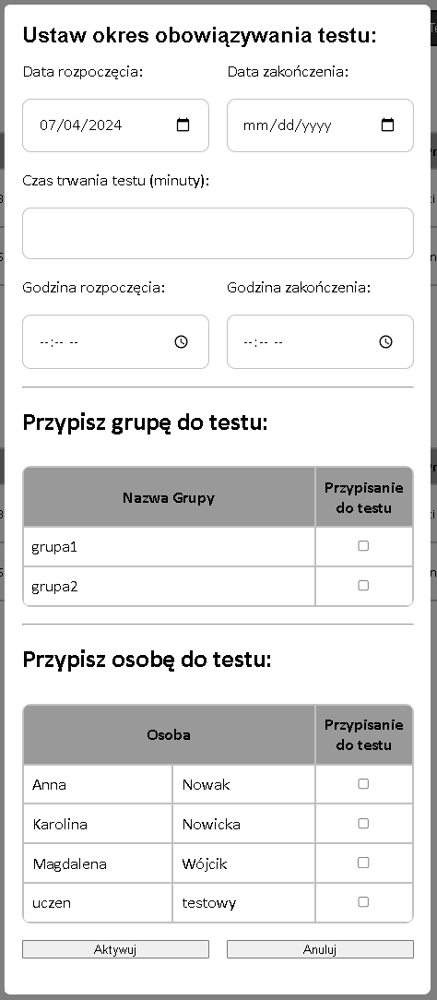 Ustaw okres obowiązywania testu:
Data rozpoczęcia: Data zakończenia:
07/04/2024 mm/dd/yyyy
Czas trwania testu (minuty):
Godzina rozpoczęcia: Godzina zakończenia:
--:-- -- --:-- --
Przypisz grupę do testu:
Nazwa Grupy Przypisanie
do testu
grupa1
grupa2
Przypisz osobę do testu:
Osoba Przypisanie
do testu
Anna Nowak
Karolina Nowicka
Magdalena Wójcik
uczen testowy
Aktywuj Anuluj